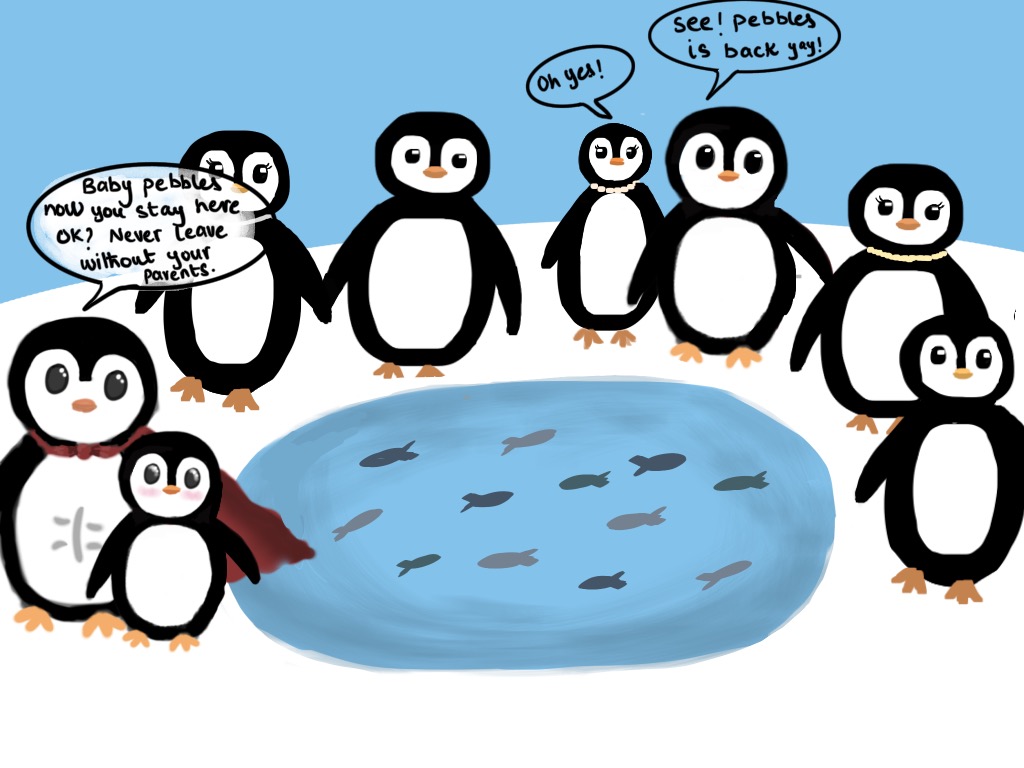 See! pebbles
is back yay!
Oh yes!
Baby pebbles
now you stay here
OK? Never leave
without your
parents.